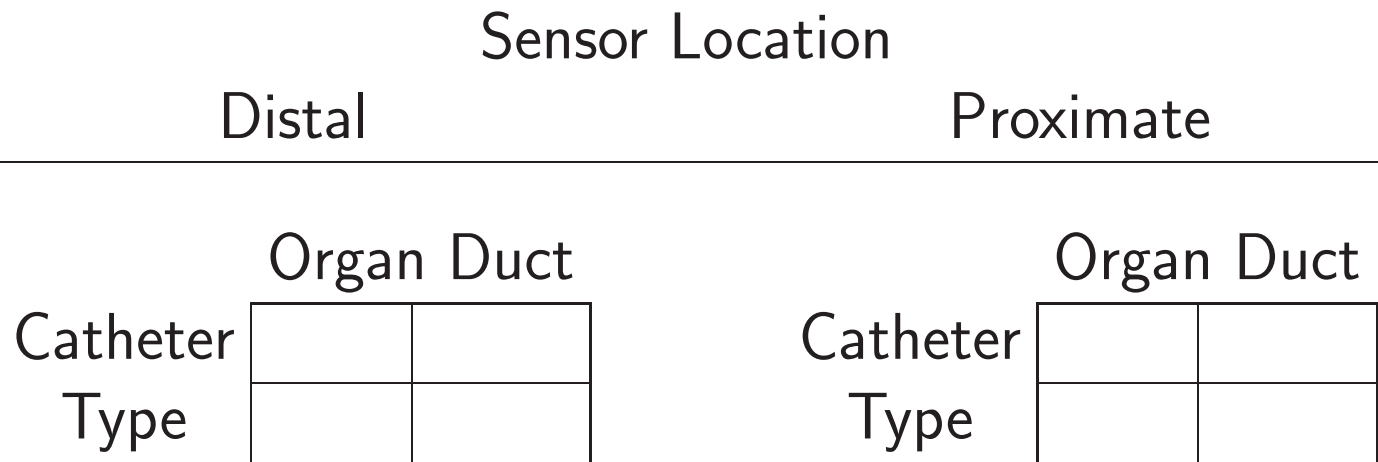 Sensor Location
Distal Proximate
Organ Duct Organ Duct
Catheter Catheter
Type Type